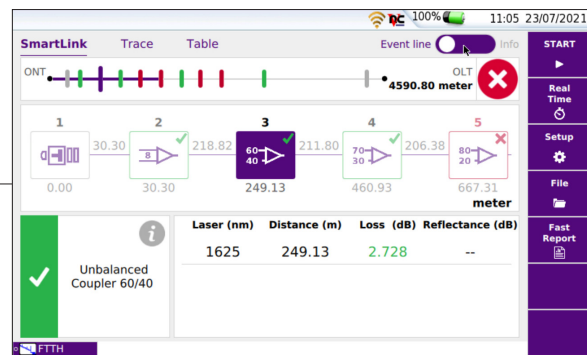 100% 11:05 23/07/2021
SmartLink Trace Table Event line Info START
ONT OLT
4590.80 meter
Real
Time
1 2 3 4 5
30.30 218.82 211.80 206.38
8 60 40 70 30 80 20
Setup
0.00 30.30 249.13 460.93 667.31
meter
File
Laser (nm) Distance (m) Loss (dB) Reflectance (dB)
1625 249.13 2.728 --
Fast
Report
i
Unbalanced
Coupler 60/40
FTTH